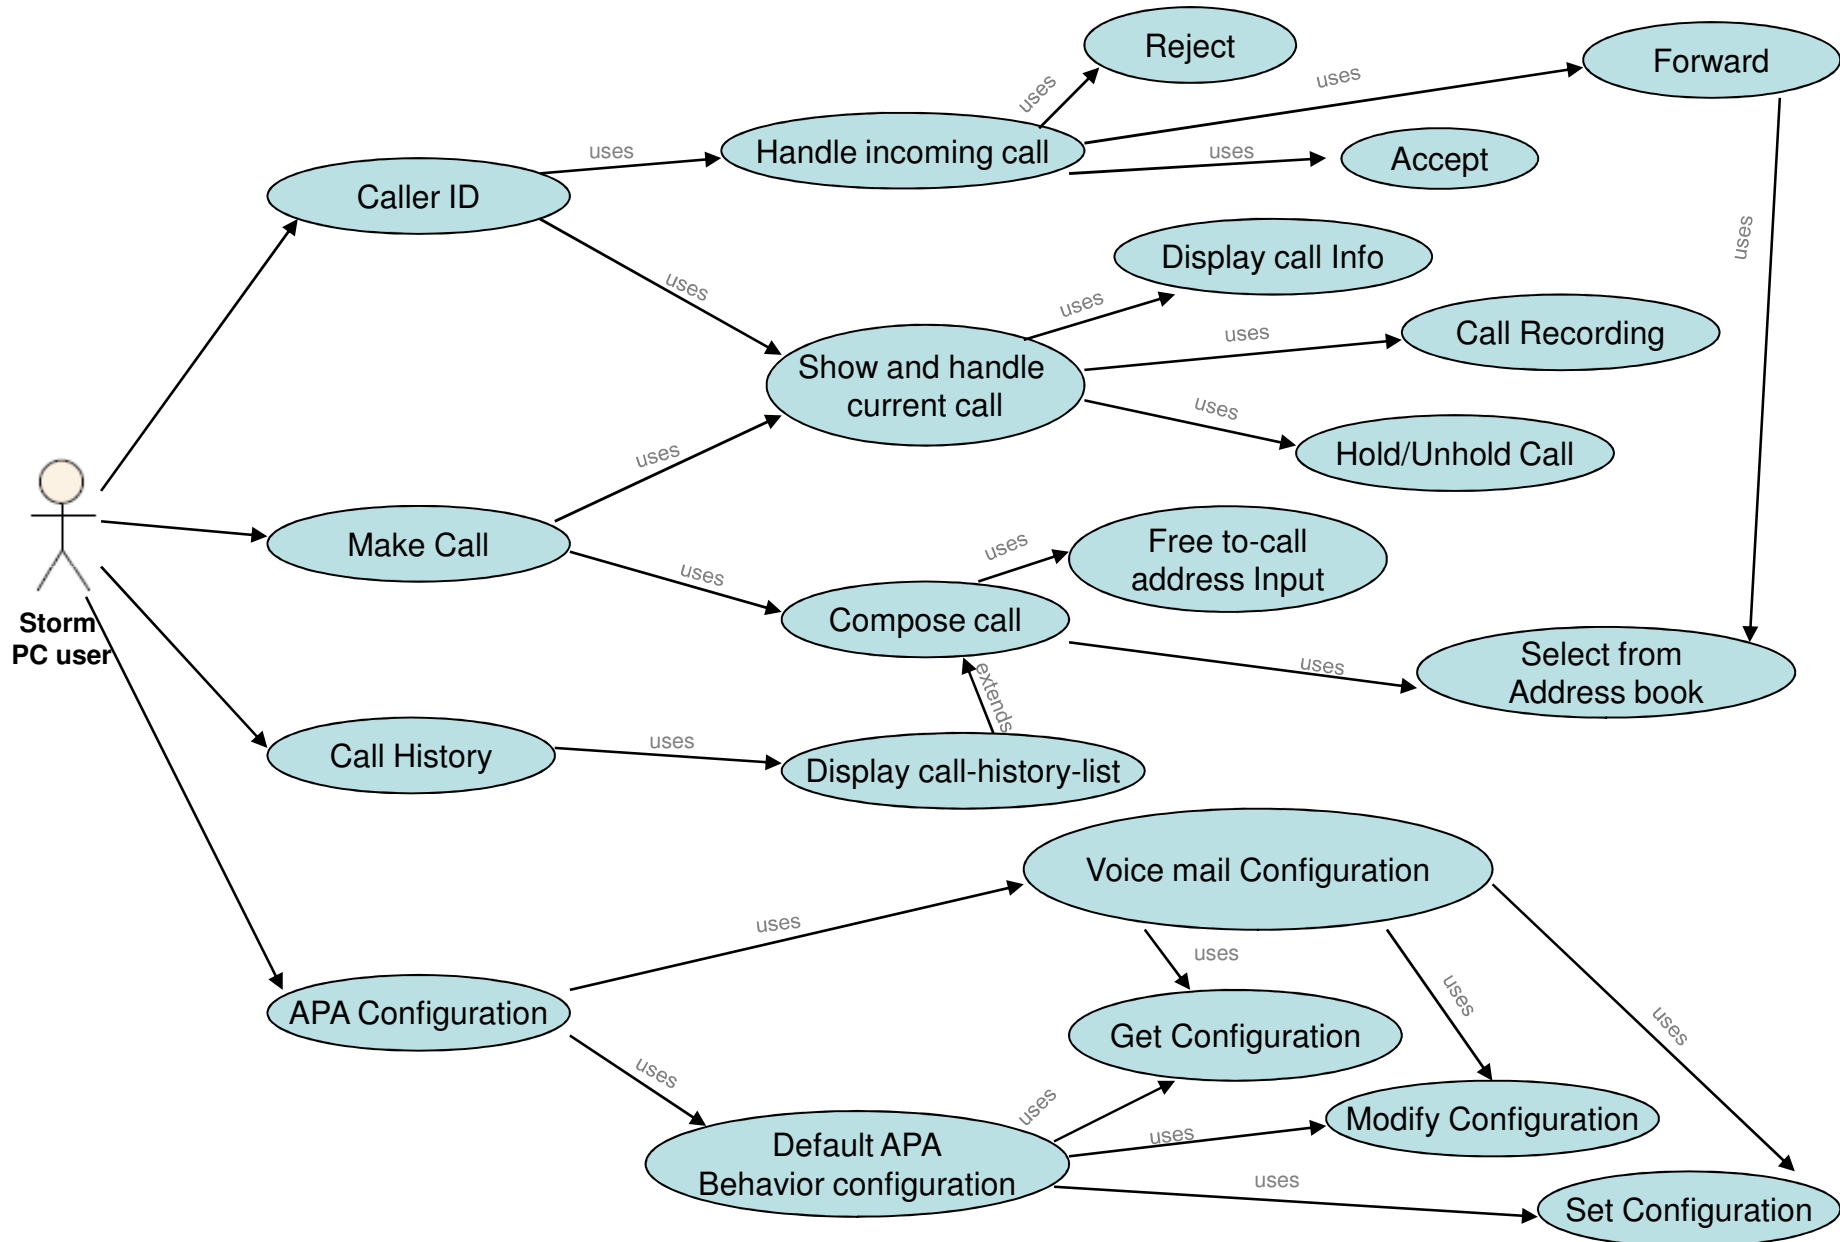 Reject
Forward
uses
uses
Handle incoming call
uses
uses
Accept
Caller ID
uses
Display call Info
uses
uses
uses
Call Recording
Show and handle
current call
uses
Hold/Unhold Call
uses
Make Call
uses
Free to-call
address Input
uses
Compose call
Storm
PC user
uses
Select from
Address book
extends
Call History
uses
Display call-history-list
Voice mail Configuration
uses
uses
uses
uses
APA Configuration
Get Configuration
uses
uses
Modify Configuration
uses
Default APA
Behavior configuration
uses
Set Configuration